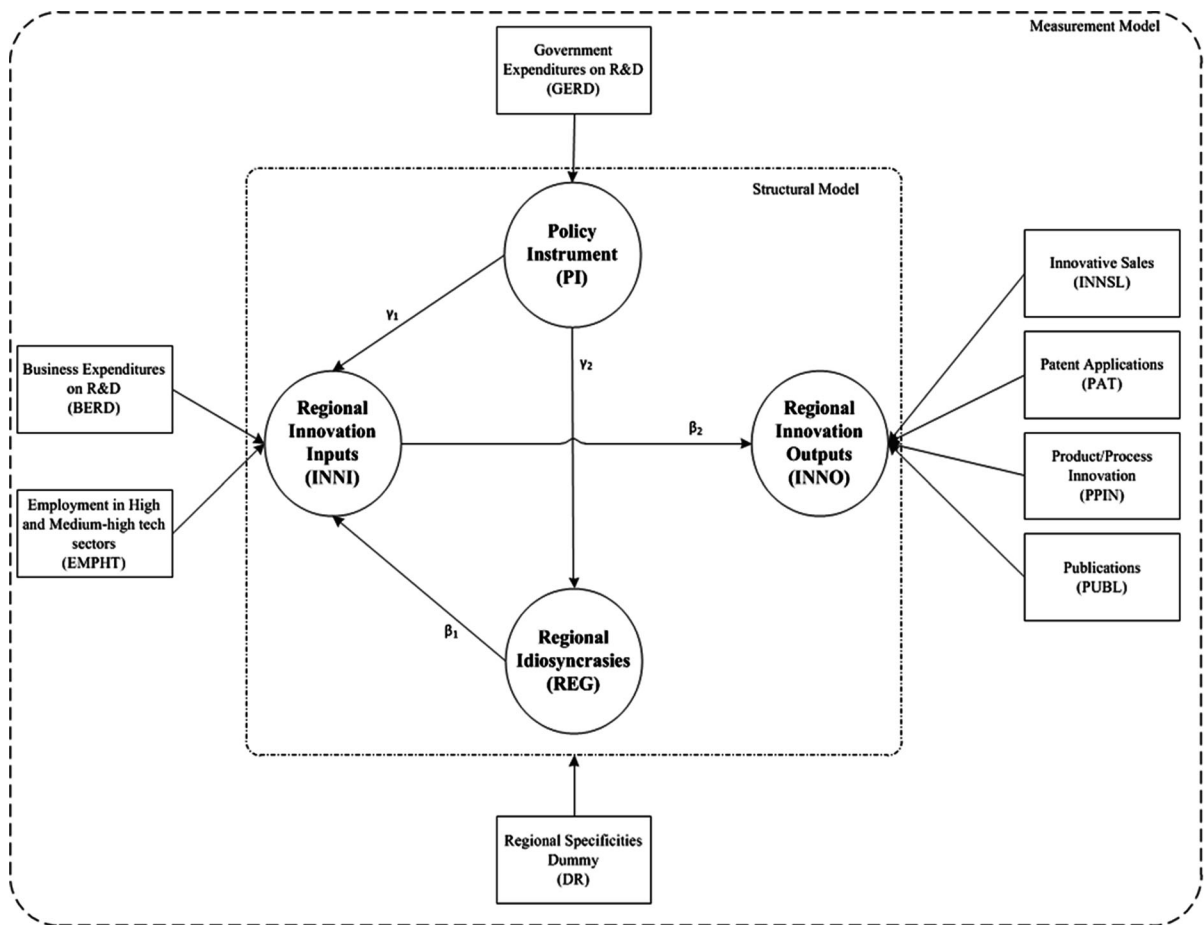 Measurement Model
Government
Expenditures on R&D
(GERD)
Structural Model
Policy
Instrument
(PI)
Innovative Sales
(INNSL)
γ1
γ2
Business Expenditures
on R&D
(BERD)
Patent Applications
(PAT)
Regional
Innovation
Inputs
(INNI)
β2
Regional
Innovation
Outputs
(INNO)
Product/Process
Innovation
(PPIN)
Employment in High
and Medium-high tech
sectors
(EMPHT)
Publications
(PUBL)
β1
Regional
Idiosyncrasies
(REG)
Regional Specificities
Dummy
(DR)